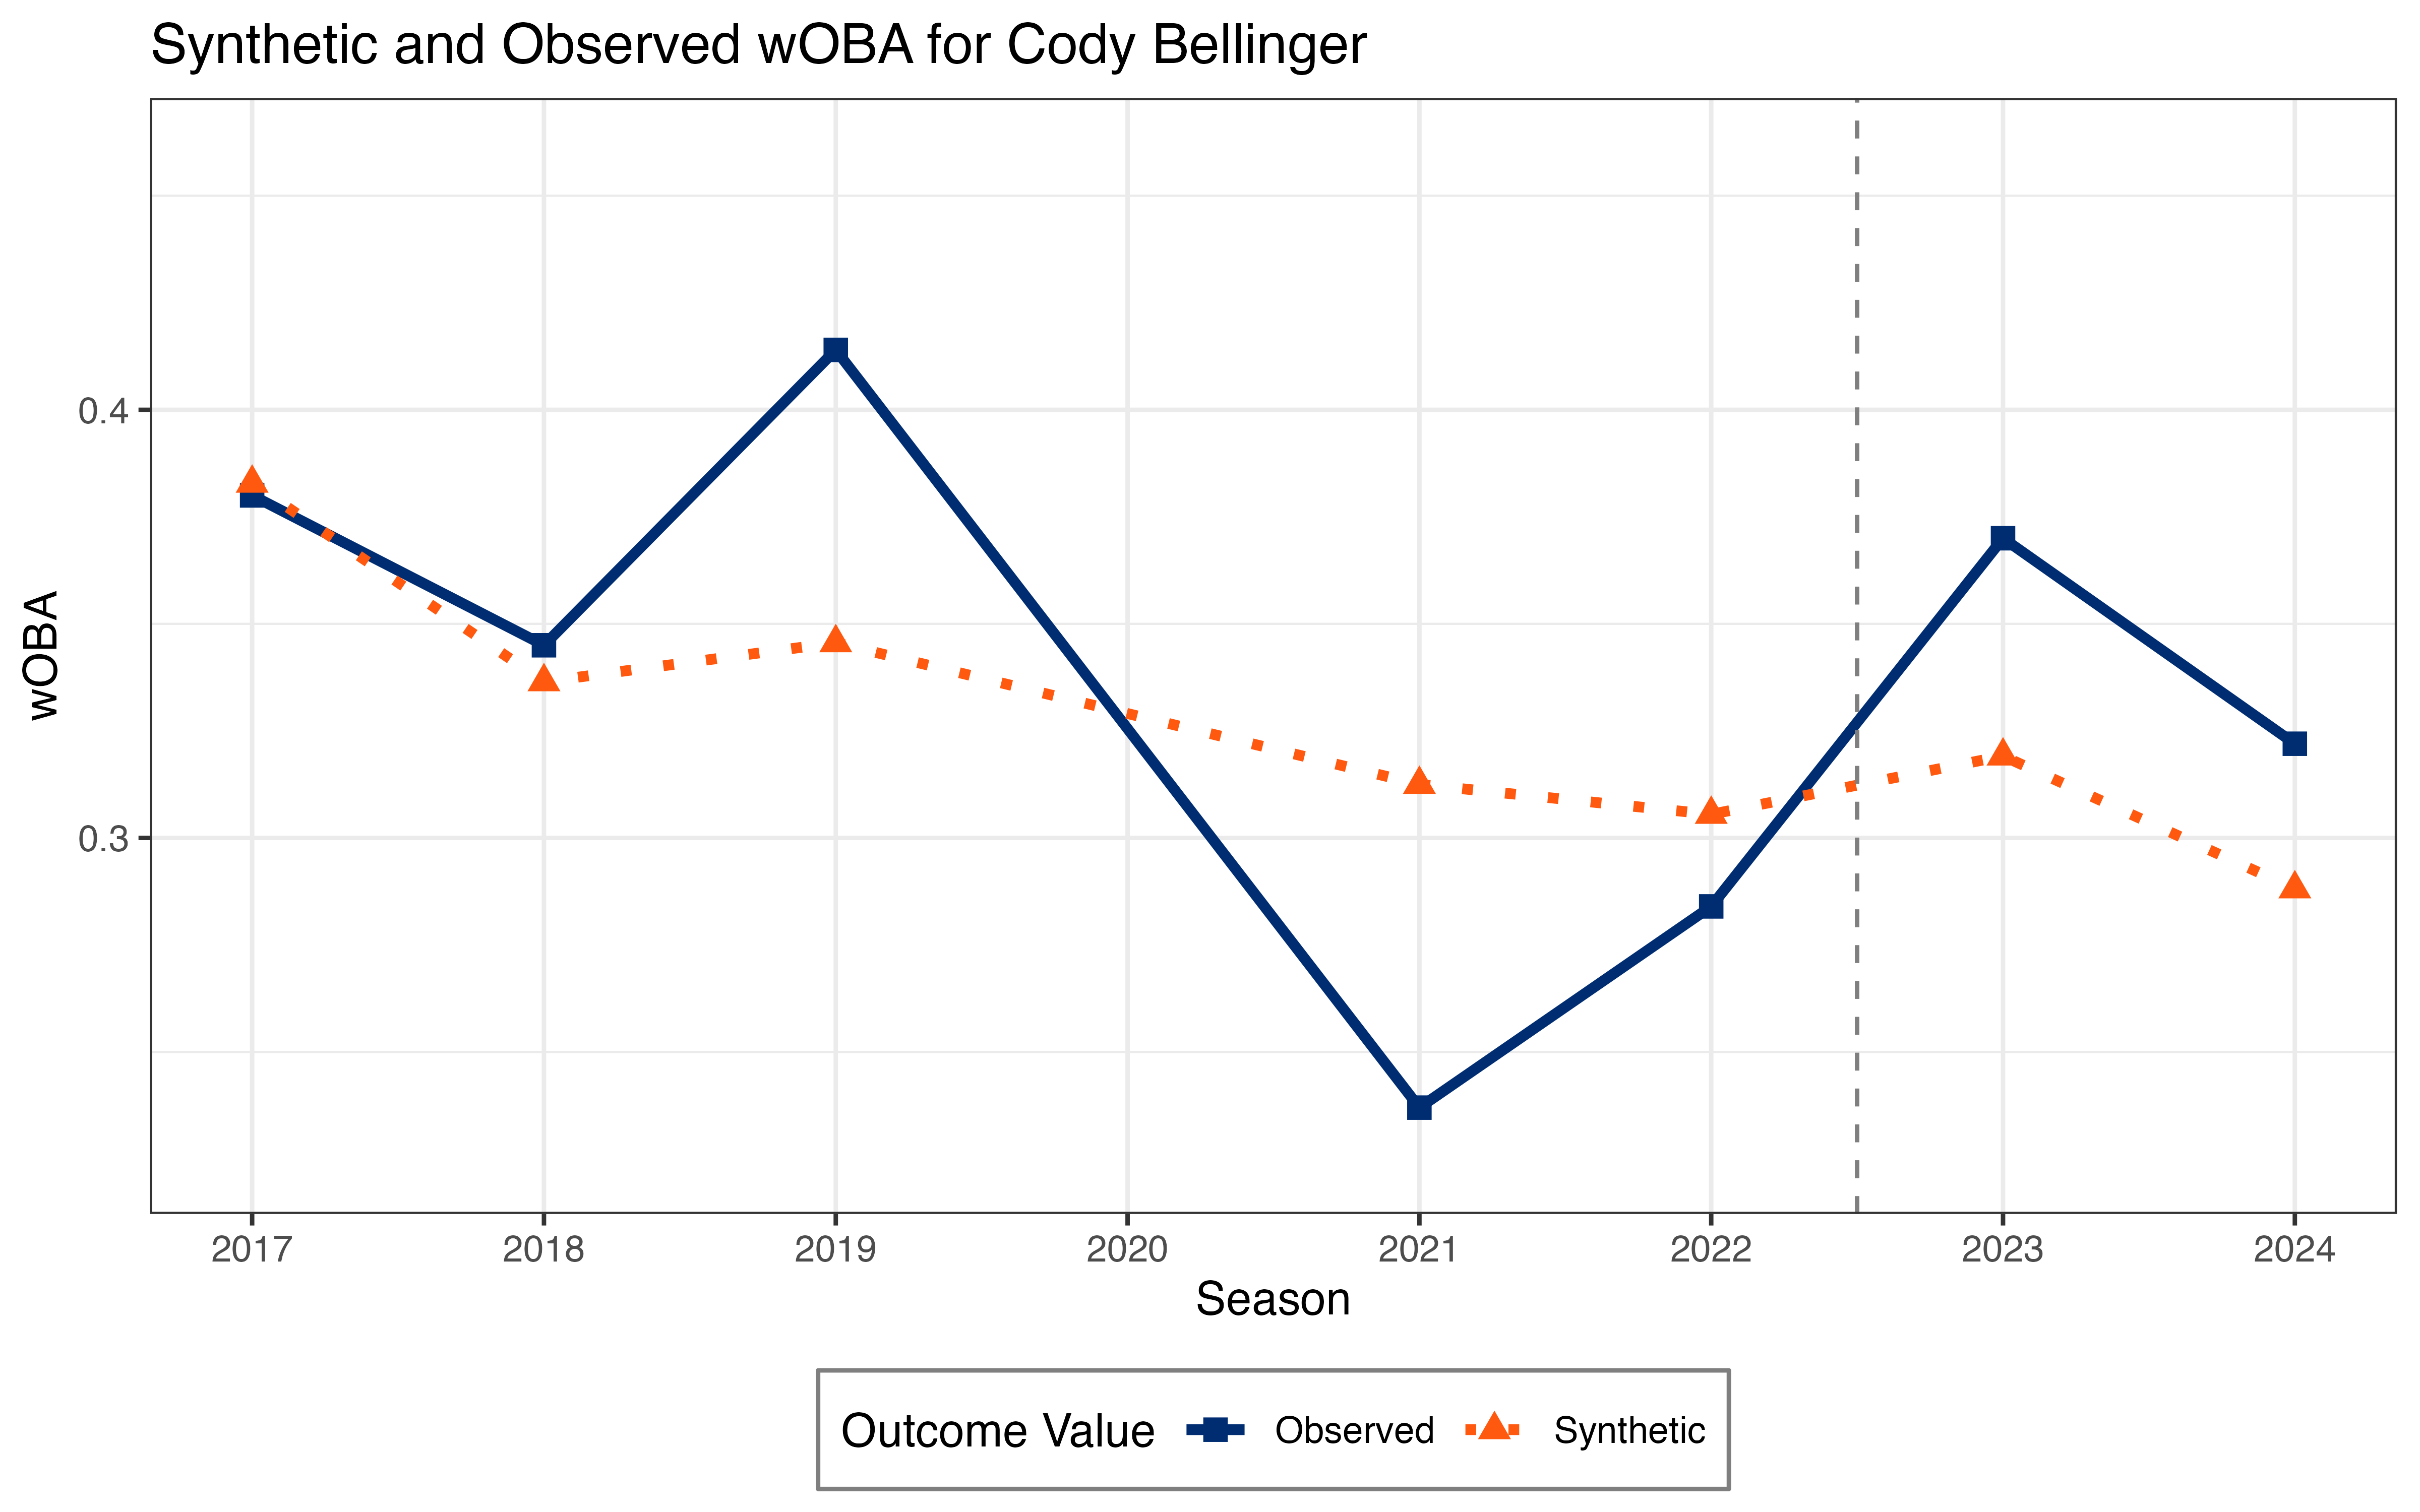 Synthetic and Observed wOBA for Cody Bellinger
wOBA
0.4
0.3
2017 2018 2019 2020 2021 2022 2023 2024
Season
Outcome Value Observed Synthetic